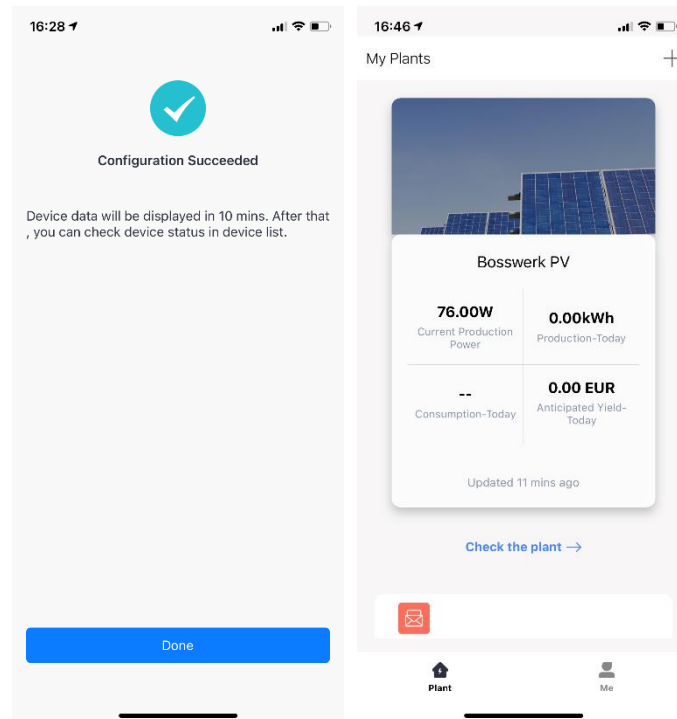 16:28
Configuration Succeeded
Device data will be displayed in 10 mins. After that
, you can check device status in device list.
Done
16:46
My Plants
Bosswerk PV
76.00W
Current Production
Power
0.00kWh
Production-Today
--
Consumption-Today
0.00 EUR
Anticipated Yield-
Today
Updated 11 mins ago
Check the plant →
Plant
Me